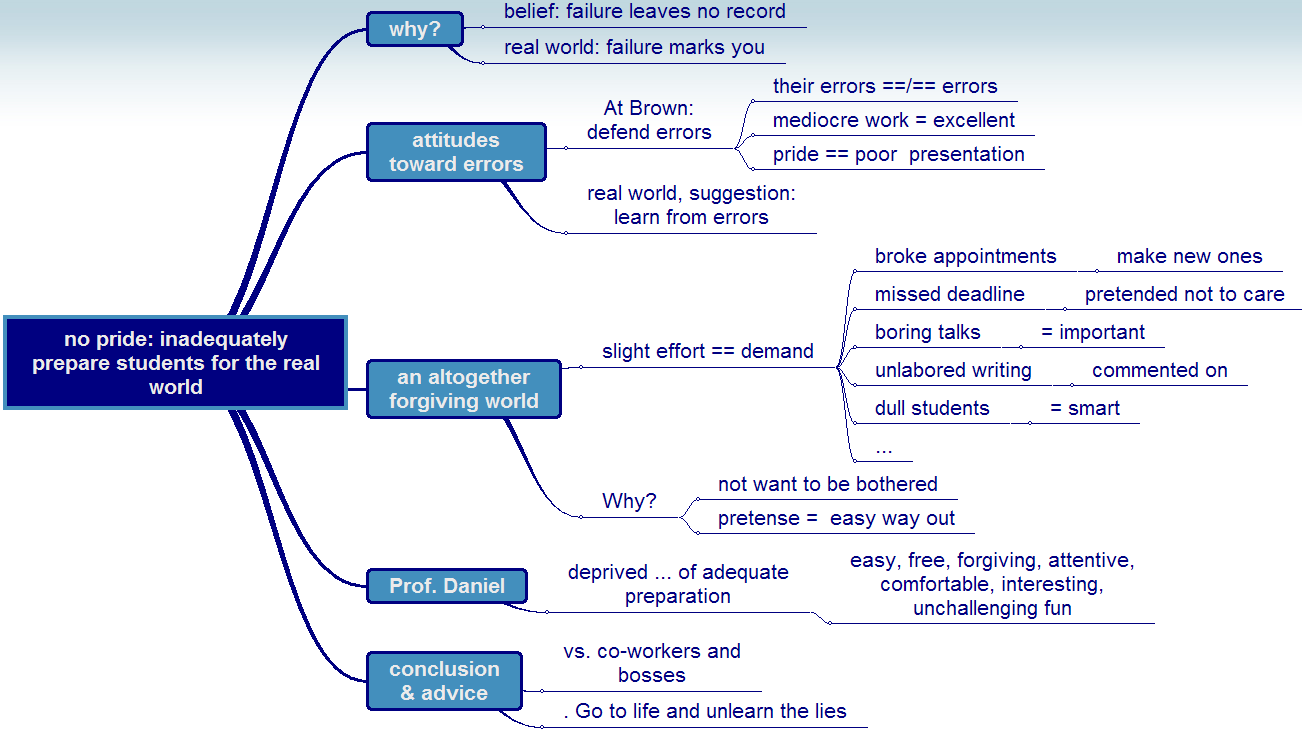 no pride: inadequately
prepare students for the real
world
why?
belief: failure leaves no record
real world: failure marks you
attitudes
toward errors
At Brown:
defend errors
their errors ==/== errors
mediocre work = excellent
pride == poor  presentation
real world, suggestion:
learn from errors
an altogether
forgiving world
slight effort == demand
broke appointments
make new ones
missed deadline
pretended not to care
boring talks
= important
unlabored writing
commented on
dull students
= smart
...
Why?
not want to be bothered
pretense =  easy way out
Prof. Daniel
deprived ... of adequate
preparation
easy, free, forgiving, attentive,
comfortable, interesting,
unchallenging fun
conclusion
& advice
vs. co-workers and
bosses
. Go to life and unlearn the lies